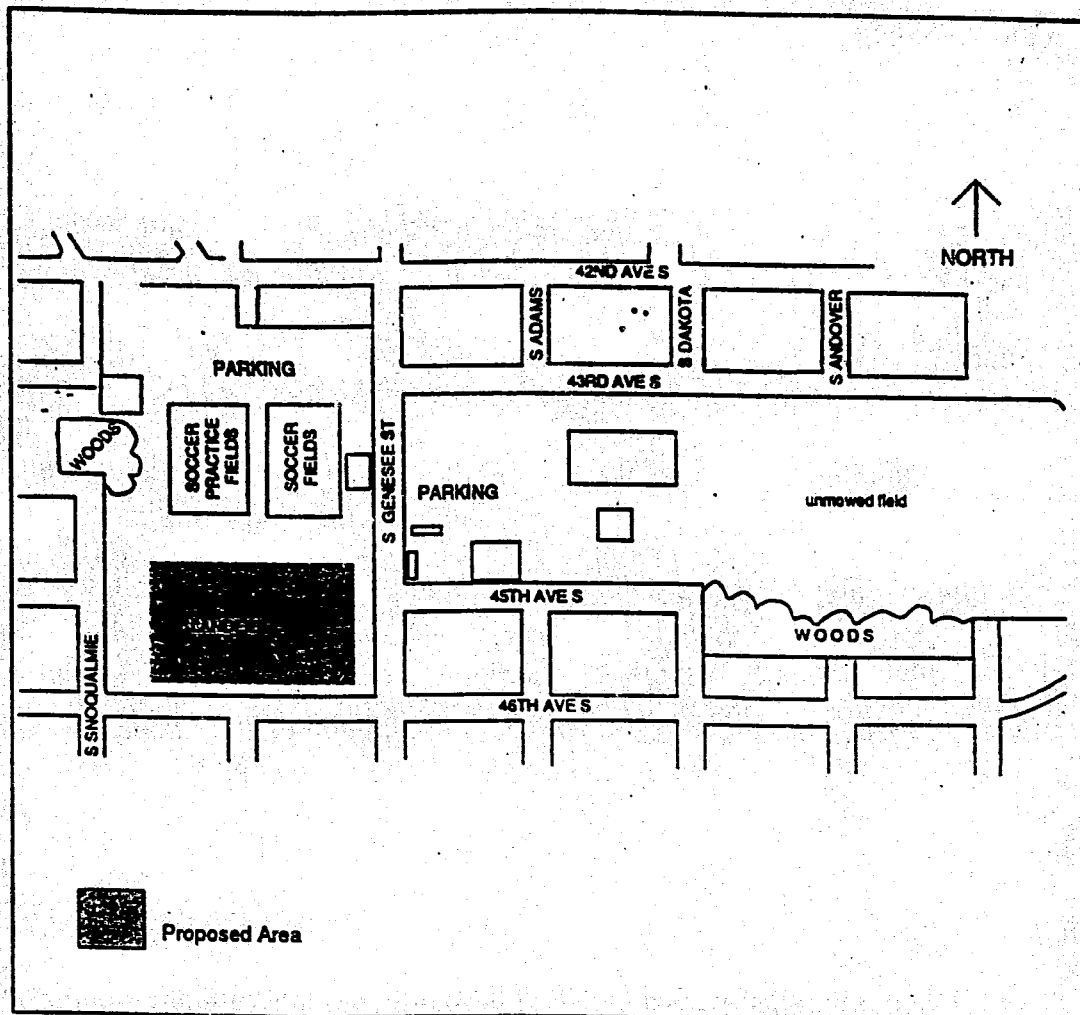 NORTH
42ND AVE S
S ADAMS
S DAKOTA
S ANDOVER
43RD AVE S
PARKING
WOODS
SOCCER
PRACTICE
FIELDS
SOCCER
FIELDS
S GENESEE ST
PARKING
unmowed field
45TH AVE S
WOODS
46TH AVE S
S SNOQUALMIE
Proposed Area